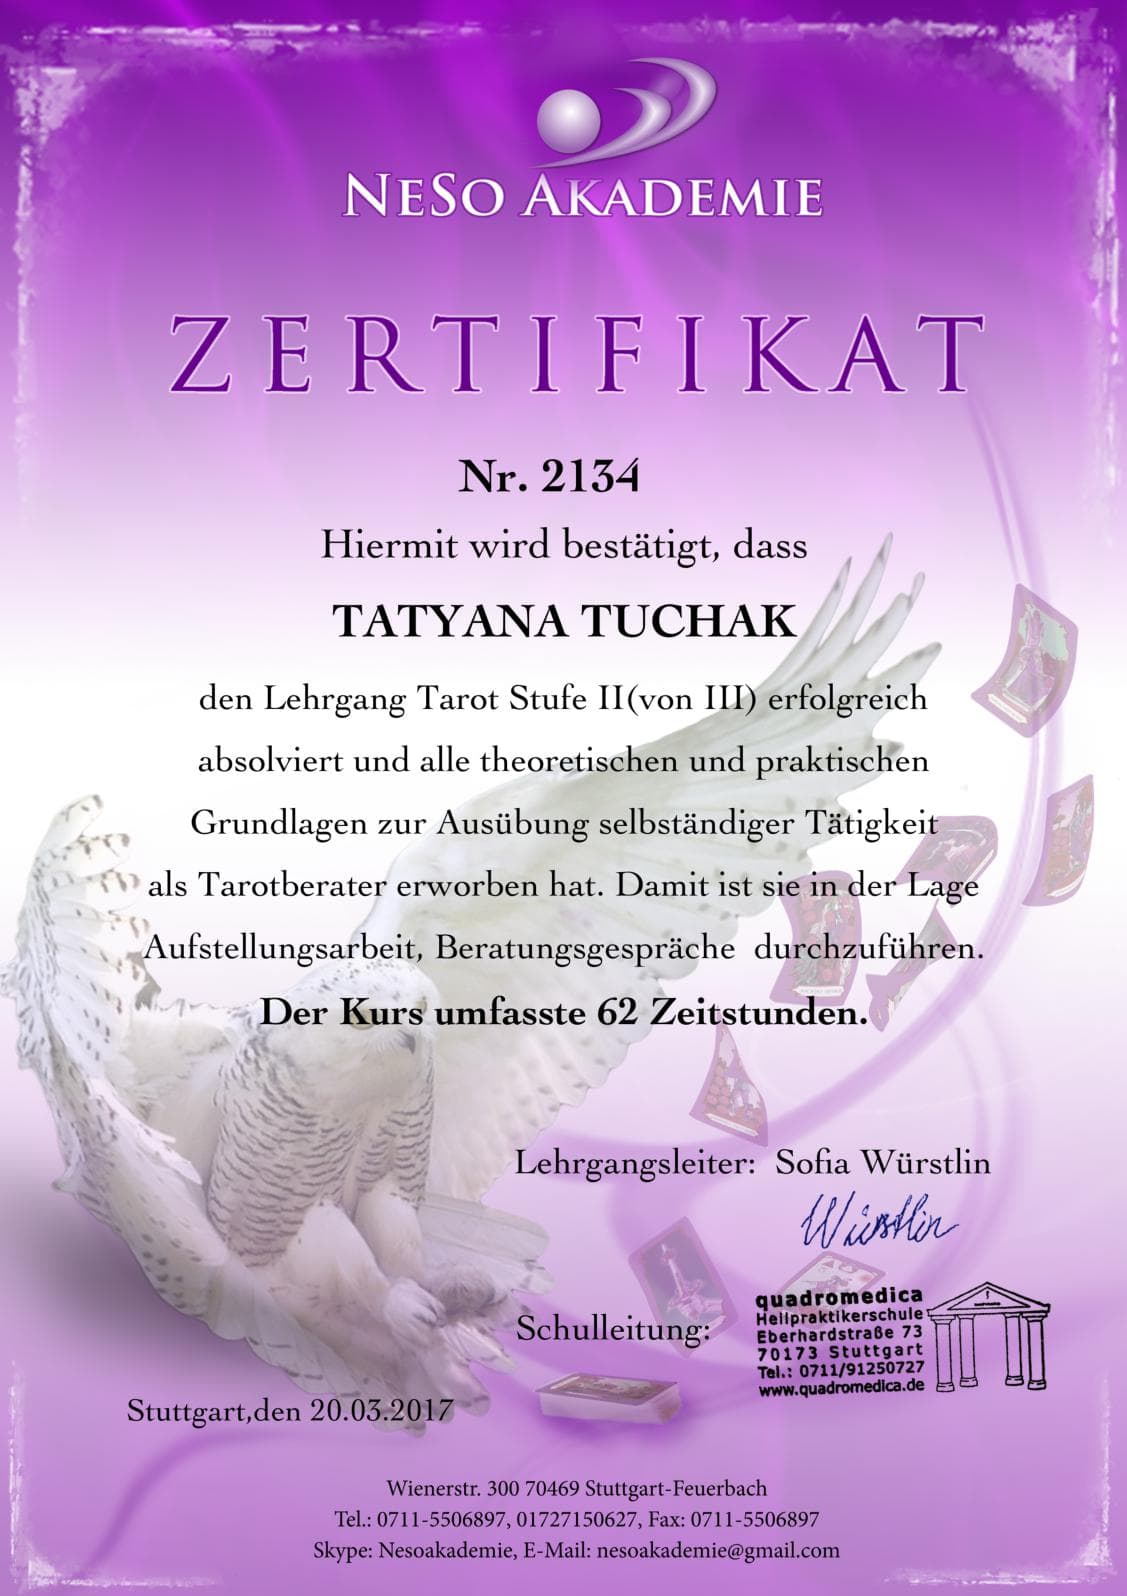 NeSo Akademie
ZERTIFIKAT
Nr. 2134
Hiermit wird bestätigt, dass
TATYANA TUCHAK
den Lehrgang Tarot Stufe II(von III) erfolgreich
absolviert und alle theoretischen und praktischen
Grundlagen zur Ausübung selbständiger Tätigkeit
als Tarotberater erworben hat. Damit ist sie in der Lage
Aufstellungsarbeit, Beratungsgespräche durchzuführen.
Der Kurs umfasste 62 Zeitstunden.
Lehrgangsleiter: Sofia Würstlin
Würstlin
Schulleitung:
quadromedica
Heilpraktikerschule
Eberhardstraße 73
70173 Stuttgart
Tel.: 0711/91250727
www.quadromedica.de
Stuttgart,den 20.03.2017
Wienerstr. 300 70469 Stuttgart-Feuerbach
Tel.: 0711-5506897, 01727150627, Fax: 0711-5506897
Skype: Nesoakademie, E-Mail: nesoakademie@gmail.com